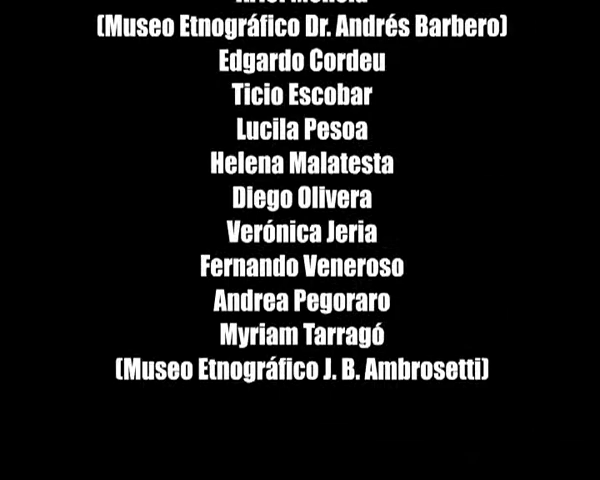 (Museo Etnográfico Dr. Andrés Barbero)
Edgardo Cordeu
Ticio Escobar
Lucila Pesoa
Helena Malatesta
Diego Olivera
Verónica Jeria
Fernando Veneroso
Andrea Pegoraro
Myriam Tarragó
(Museo Etnográfico J. B. Ambrosetti)